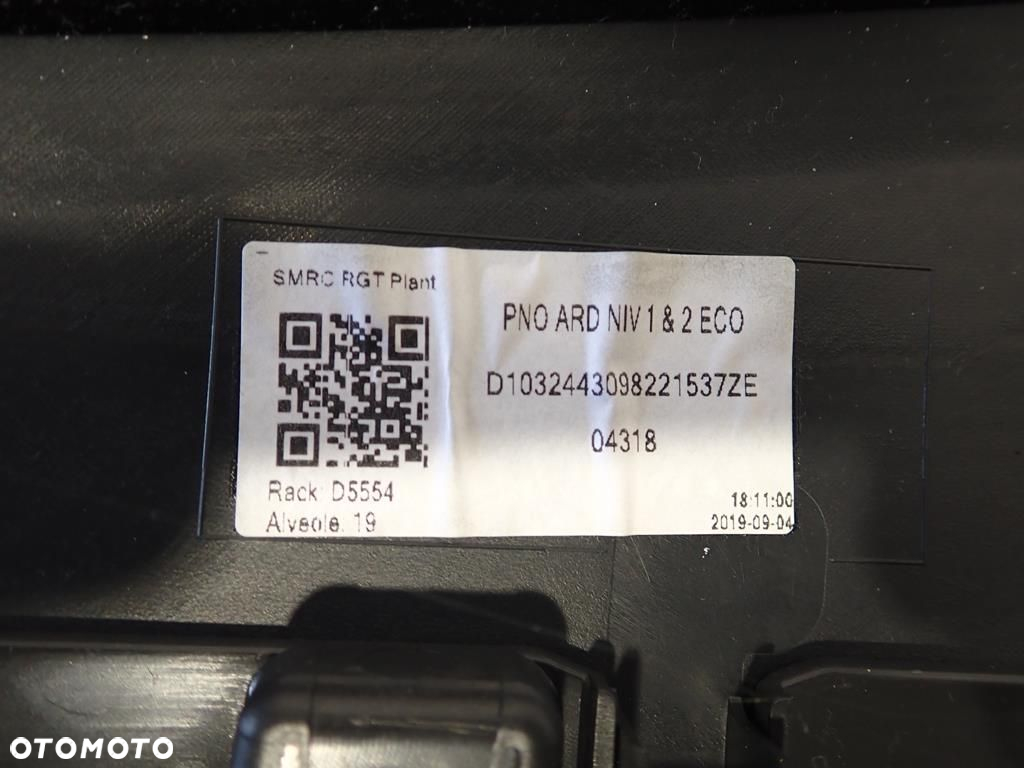 SMRC RGT Plant
PNO ARD NIV 1 & 2 ECO
D1032443098221537ZE
04318
Rack: D5554
Alveole: 19
18:11:00
2019-09-04
OTOMOTO